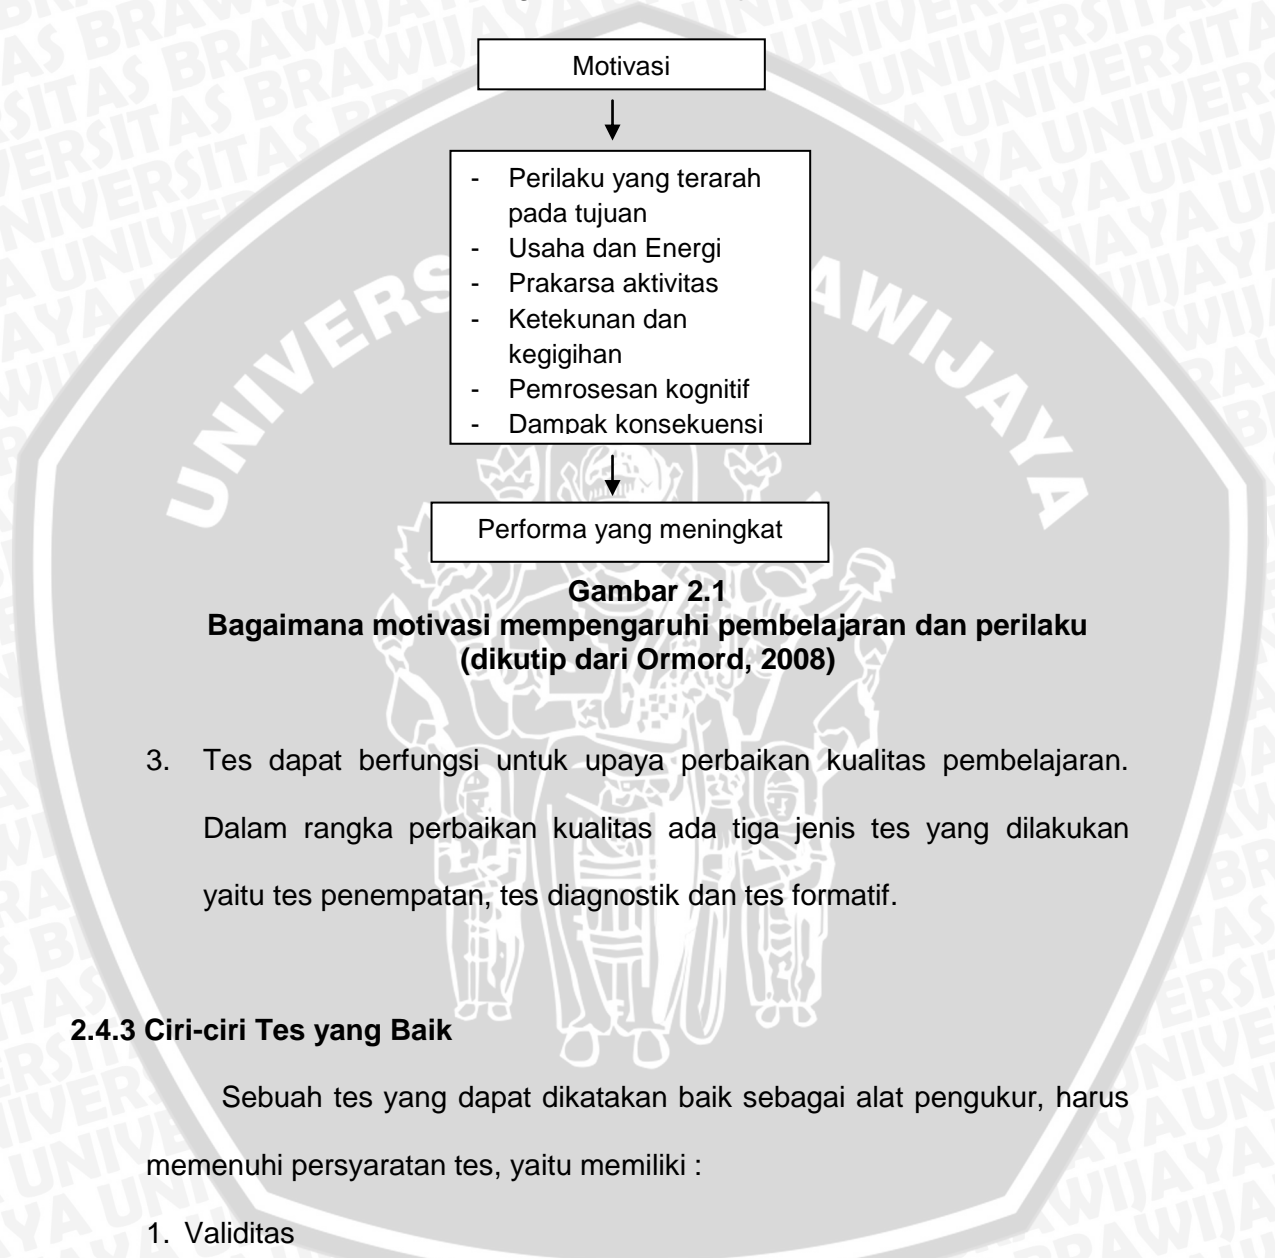 Motivasi
- Perilaku yang terarah
pada tujuan
- Usaha dan Energi
- Prakarsa aktivitas
- Ketekunan dan
kegigihan
- Pemrosesan kognitif
- Dampak konsekuensi
Performa yang meningkat
Gambar 2.1
Bagaimana motivasi mempengaruhi pembelajaran dan perilaku
(dikutip dari Ormord, 2008)
3. Tes dapat berfungsi untuk upaya perbaikan kualitas pembelajaran.
Dalam rangka perbaikan kualitas ada tiga jenis tes yang dilakukan
yaitu tes penempatan, tes diagnostik dan tes formatif.
2.4.3 Ciri-ciri Tes yang Baik
Sebuah tes yang dapat dikatakan baik sebagai alat pengukur, harus
memenuhi persyaratan tes, yaitu memiliki :
1. Validitas